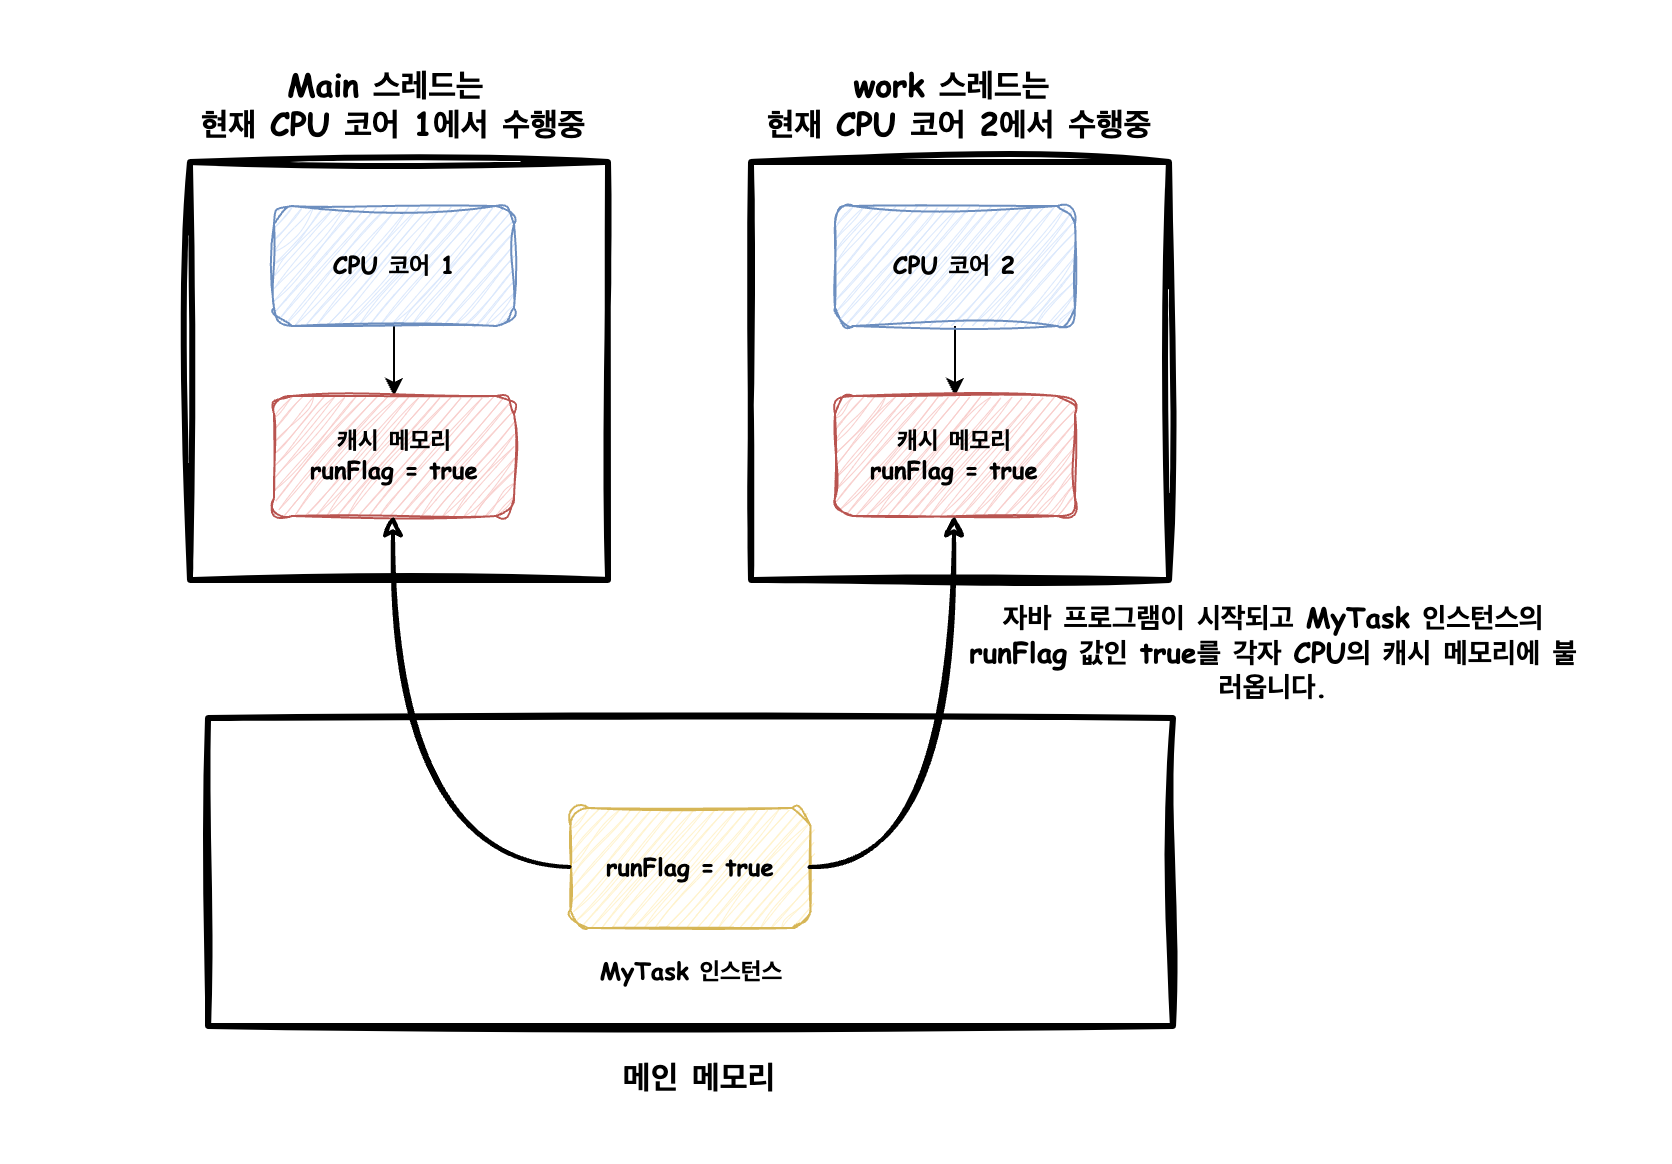 Main 스레드는
현재 CPU 코어 1에서 수행중
work 스레드는
현재 CPU 코어 2에서 수행중
CPU 코어 1
CPU 코어 2
캐시 메모리
runFlag = true
캐시 메모리
runFlag = true
자바 프로그램이 시작되고 MyTask 인스턴스의
runFlag 값인 true를 각자 CPU의 캐시 메모리에 불
러옵니다.
runFlag = true
MyTask 인스턴스
메인 메모리